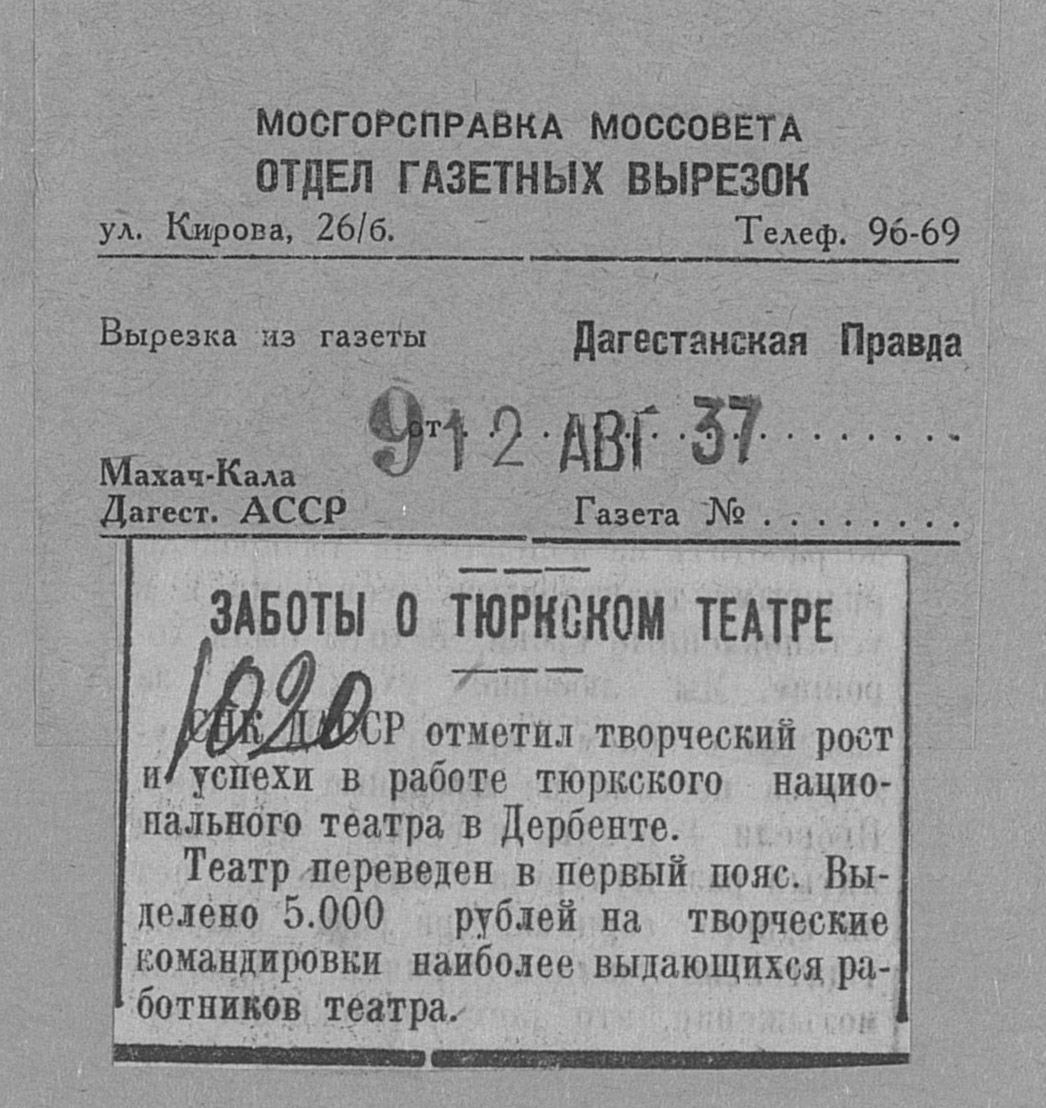 МОСГОРСПРАВКА МОССОВЕТА
ОТДЕЛ ГАЗЕТНЫХ ВЫРЕЗОК
ул. Кирова, 26/б. Телеф. 96-69
Вырезка из газеты Дагестанская Правда
9 от 12 АВГ 37
Махач-Кала
Дагест. АССР Газета № . . . . . . . . .
ЗАБОТЫ О ТЮРКСКОМ ТЕАТРЕ
1020
СНК ДАССР отметил творческий рост
и успехи в работе тюркского нацио-
нального театра в Дербенте.
Театр переведен в первый пояс. Вы-
делено 5.000 рублей на творческие
командировки наиболее выдающихся ра-
ботников театра.